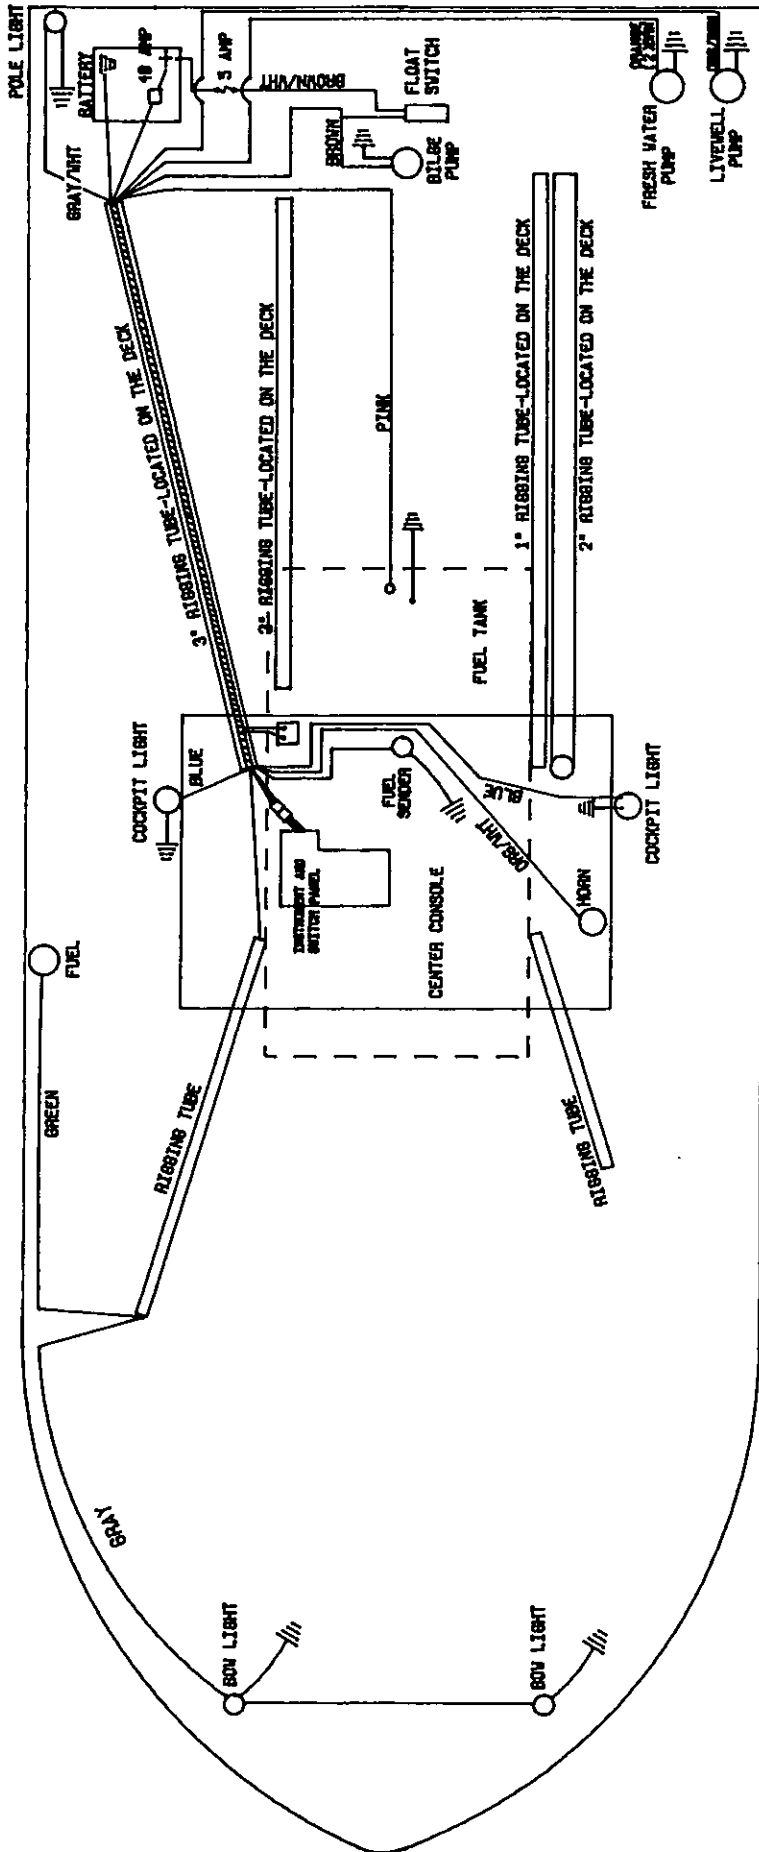 POLE LIGHT
BATTERY
40 AMP
5 AMP
BROWN/WHT
FLOAT
SWITCH
BROWN
BILGE
PUMP
FRESH WATER
PUMP
LIVEWELL
PUMP
ORANGE
GRAY/WHT
3" RIGGING TUBE-LOCATED ON THE DECK
3" RIGGING TUBE-LOCATED ON THE DECK
PINK
1" RIGGING TUBE-LOCATED ON THE DECK
2" RIGGING TUBE-LOCATED ON THE DECK
FUEL TANK
COCKPIT LIGHT
BLUE
FUEL
SENDER
BLUE
ORG/WHT
COCKPIT LIGHT
INSTRUMENT AND
SWITCH PANEL
CENTER CONSOLE
HORN
FUEL
GREEN
RIGGING TUBE
RIGGING TUBE
GRAY
BOW LIGHT
BOW LIGHT